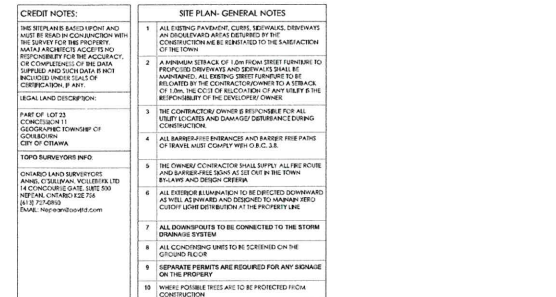 CREDIT NOTES:
THIS SITEPLAN IS BASED UPONT AND
MUST BE READ IN CONJUNCTION WITH
THE SURVEY FOR THIS PROPERTY.
MATAJ ARCHITECTS ACCEPTS NO
RESPONSIBILITY FOR THE ACCURACY,
OR COMPLETENESS OF THE DATA
SUPPLIED AND SUCH DATA IS NOT
INCLUDED UNDER SEALS OF
CERTIFICATION, IF ANY.
LEGAL LAND DESCRIPTION:
PART OF LOT 23
CONCESSION 11
GEOGRAPHIC TOWNSHIP OF
GOULBOURN
CITY OF OTTAWA
TOPO SURVEYORS INFO:
ONTARIO LAND SURVERYORS
ANNIS, O'SULLIVAN, VOLLEBEKK LTD
14 CONCOURSE GATE, SUITE 500
NEPEAN, ONTARIO K2E 7S6
(613) 727-0850
EMAIL: Nepean@aovltd.com
SITE PLAN- GENERAL NOTES
1 ALL EXISTING PAVEMENT, CURBS, SIDEWALKS, DRIVEWAYS
AN DBOULEVARD AREAS DISTURBED BY THE
CONSTRUCTION ME BE REINSTATED TO THE SATISFACTION
OF THE TOWN
2 A MINIMUM SETBACK OF 1.0m FROM STREET FURNITURE TO
PROPOSED DRIVEWAYS AND SIDEWALKS SHALL BE
MAINTAINED. ALL EXISTING STREET FURNITURE TO BE
RELOATED BY THE CONTRACTOR/OWNER TO A SETBACK
OF 1.0m. THE COST OF RELCOATION OF ANY UTILITY IS THE
RESPONSIBILITY OF THE DEVELOPER/ OWNER
3 THE CONTRACTOR/ OWNER IS RESPONSIBLE FOR ALL
UTILITY LOCATES AND DAMAGE/ DISTURBANCE DURING
CONSTRUCTION.
4 ALL BARRIER-FREE ENTRANCES AND BARRIER FREE PATHS
OF TRAVEL MUST COMPLY WITH O.B.C. 3.8.
5 THE OWNER/ CONTRACTOR SHALL SUPPLY ALL FIRE ROUTE
AND BARRIER-FREE SIGNS AS SET OUT IN THE TOWN
BY-LAWS AND DESIGN CRITERIA
6 ALL EXTERIOR ILLUMINATION TO BE DIRECTED DOWNWARD
AS WELL AS INWARD AND DESIGNED TO MAINAIN XERO
CUTOFF LIGHT DISTRIBUTION AT THE PROPERTY LINE
7 ALL DOWNSPOUTS TO BE CONNECTED TO THE STORM
DRAINAGE SYSTEM
8 ALL CONDENSING UNITS TO BE SCREENED ON THE
GROUND FLOOR
9 SEPARATE PERMITS ARE REQUIRED FOR ANY SIGNAGE
ON THE PROPERY
10 WHERE POSSIBLE TREES ARE TO BE PROTECTED FROM
CONSTRUCTION